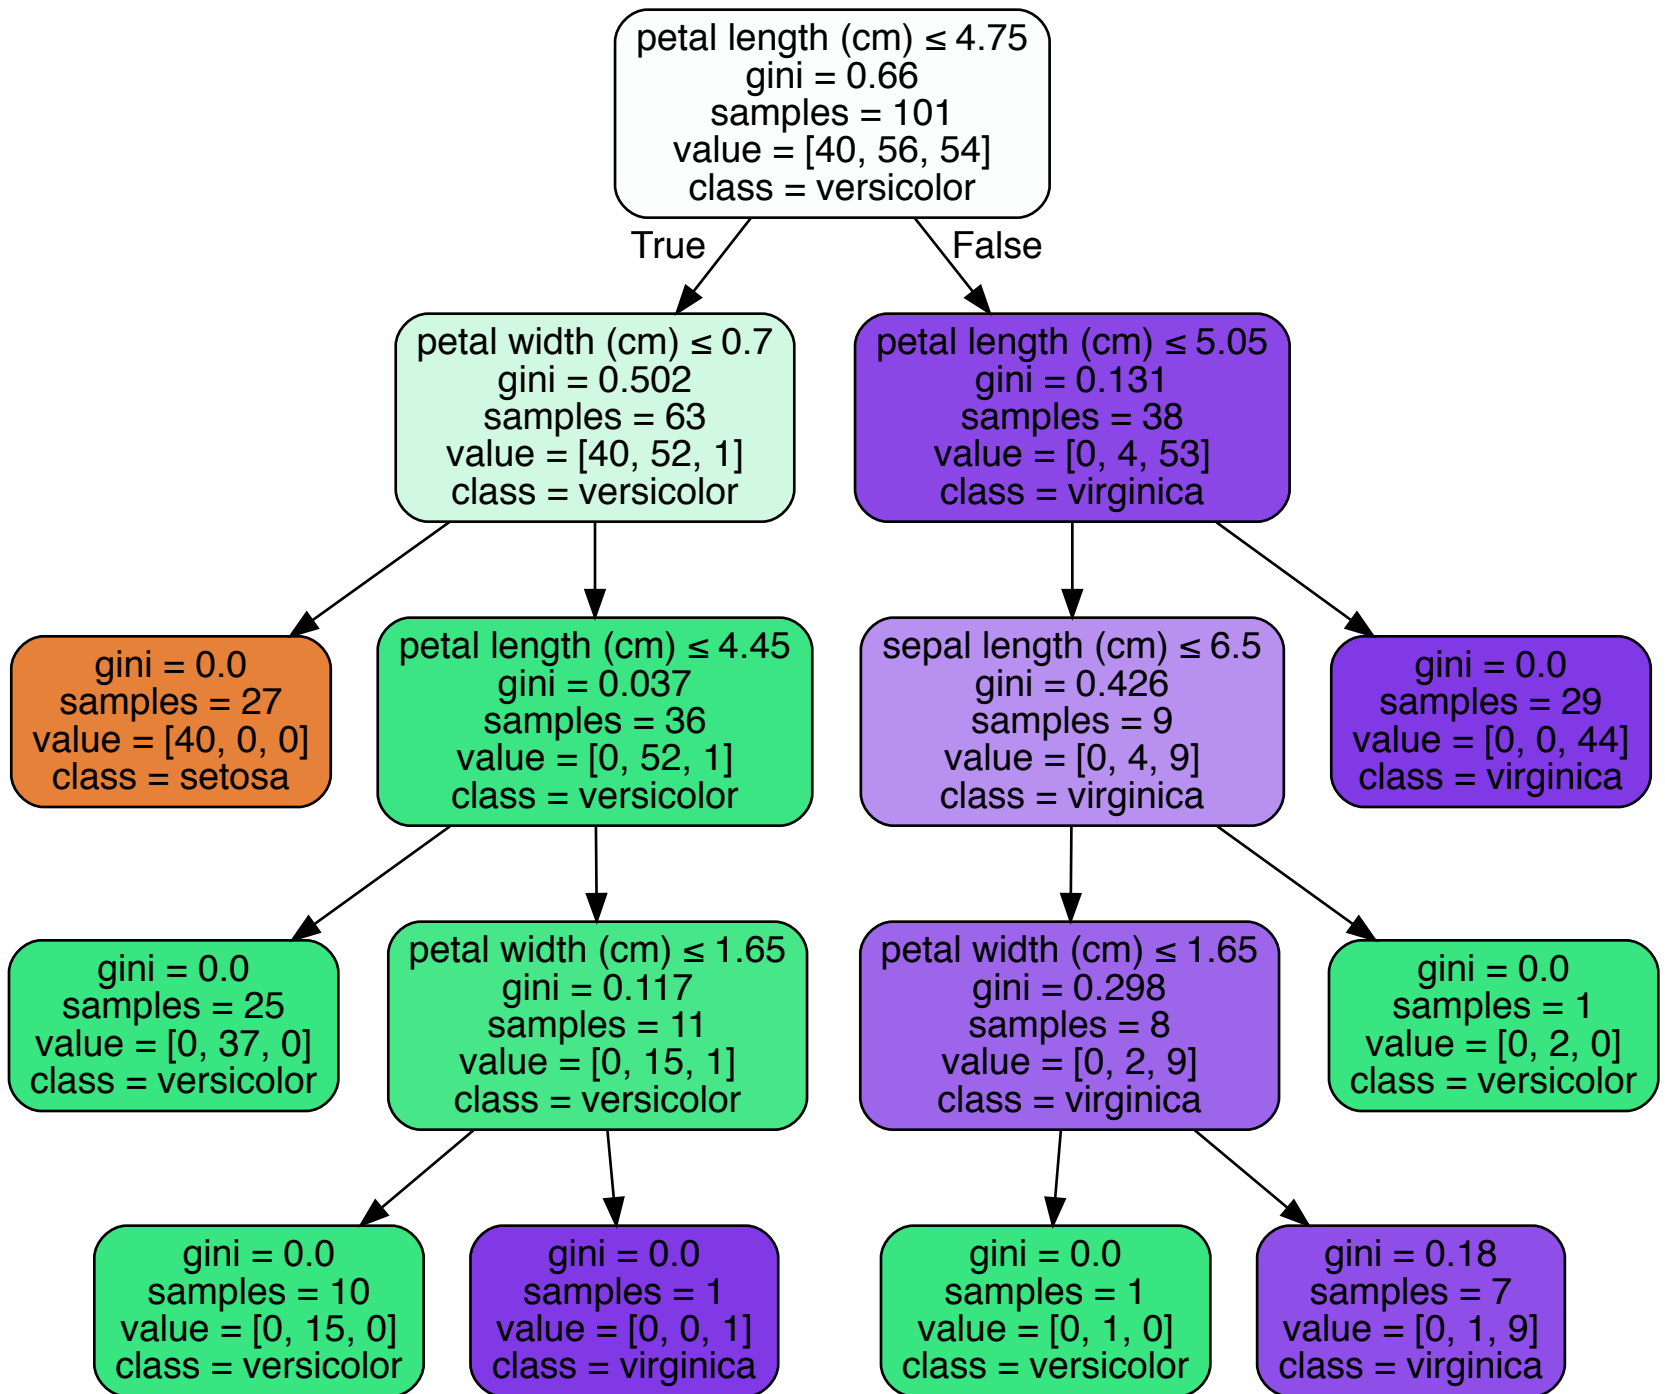 petal length (cm) ≤ 4.75
gini = 0.66
samples = 101
value = [40, 56, 54]
class = versicolor
True
False
petal width (cm) ≤ 0.7
gini = 0.502
samples = 63
value = [40, 52, 1]
class = versicolor
petal length (cm) ≤ 5.05
gini = 0.131
samples = 38
value = [0, 4, 53]
class = virginica
gini = 0.0
samples = 27
value = [40, 0, 0]
class = setosa
petal length (cm) ≤ 4.45
gini = 0.037
samples = 36
value = [0, 52, 1]
class = versicolor
sepal length (cm) ≤ 6.5
gini = 0.426
samples = 9
value = [0, 4, 9]
class = virginica
gini = 0.0
samples = 29
value = [0, 0, 44]
class = virginica
gini = 0.0
samples = 25
value = [0, 37, 0]
class = versicolor
petal width (cm) ≤ 1.65
gini = 0.117
samples = 11
value = [0, 15, 1]
class = versicolor
petal width (cm) ≤ 1.65
gini = 0.298
samples = 8
value = [0, 2, 9]
class = virginica
gini = 0.0
samples = 1
value = [0, 2, 0]
class = versicolor
gini = 0.0
samples = 10
value = [0, 15, 0]
class = versicolor
gini = 0.0
samples = 1
value = [0, 0, 1]
class = virginica
gini = 0.0
samples = 1
value = [0, 1, 0]
class = versicolor
gini = 0.18
samples = 7
value = [0, 1, 9]
class = virginica